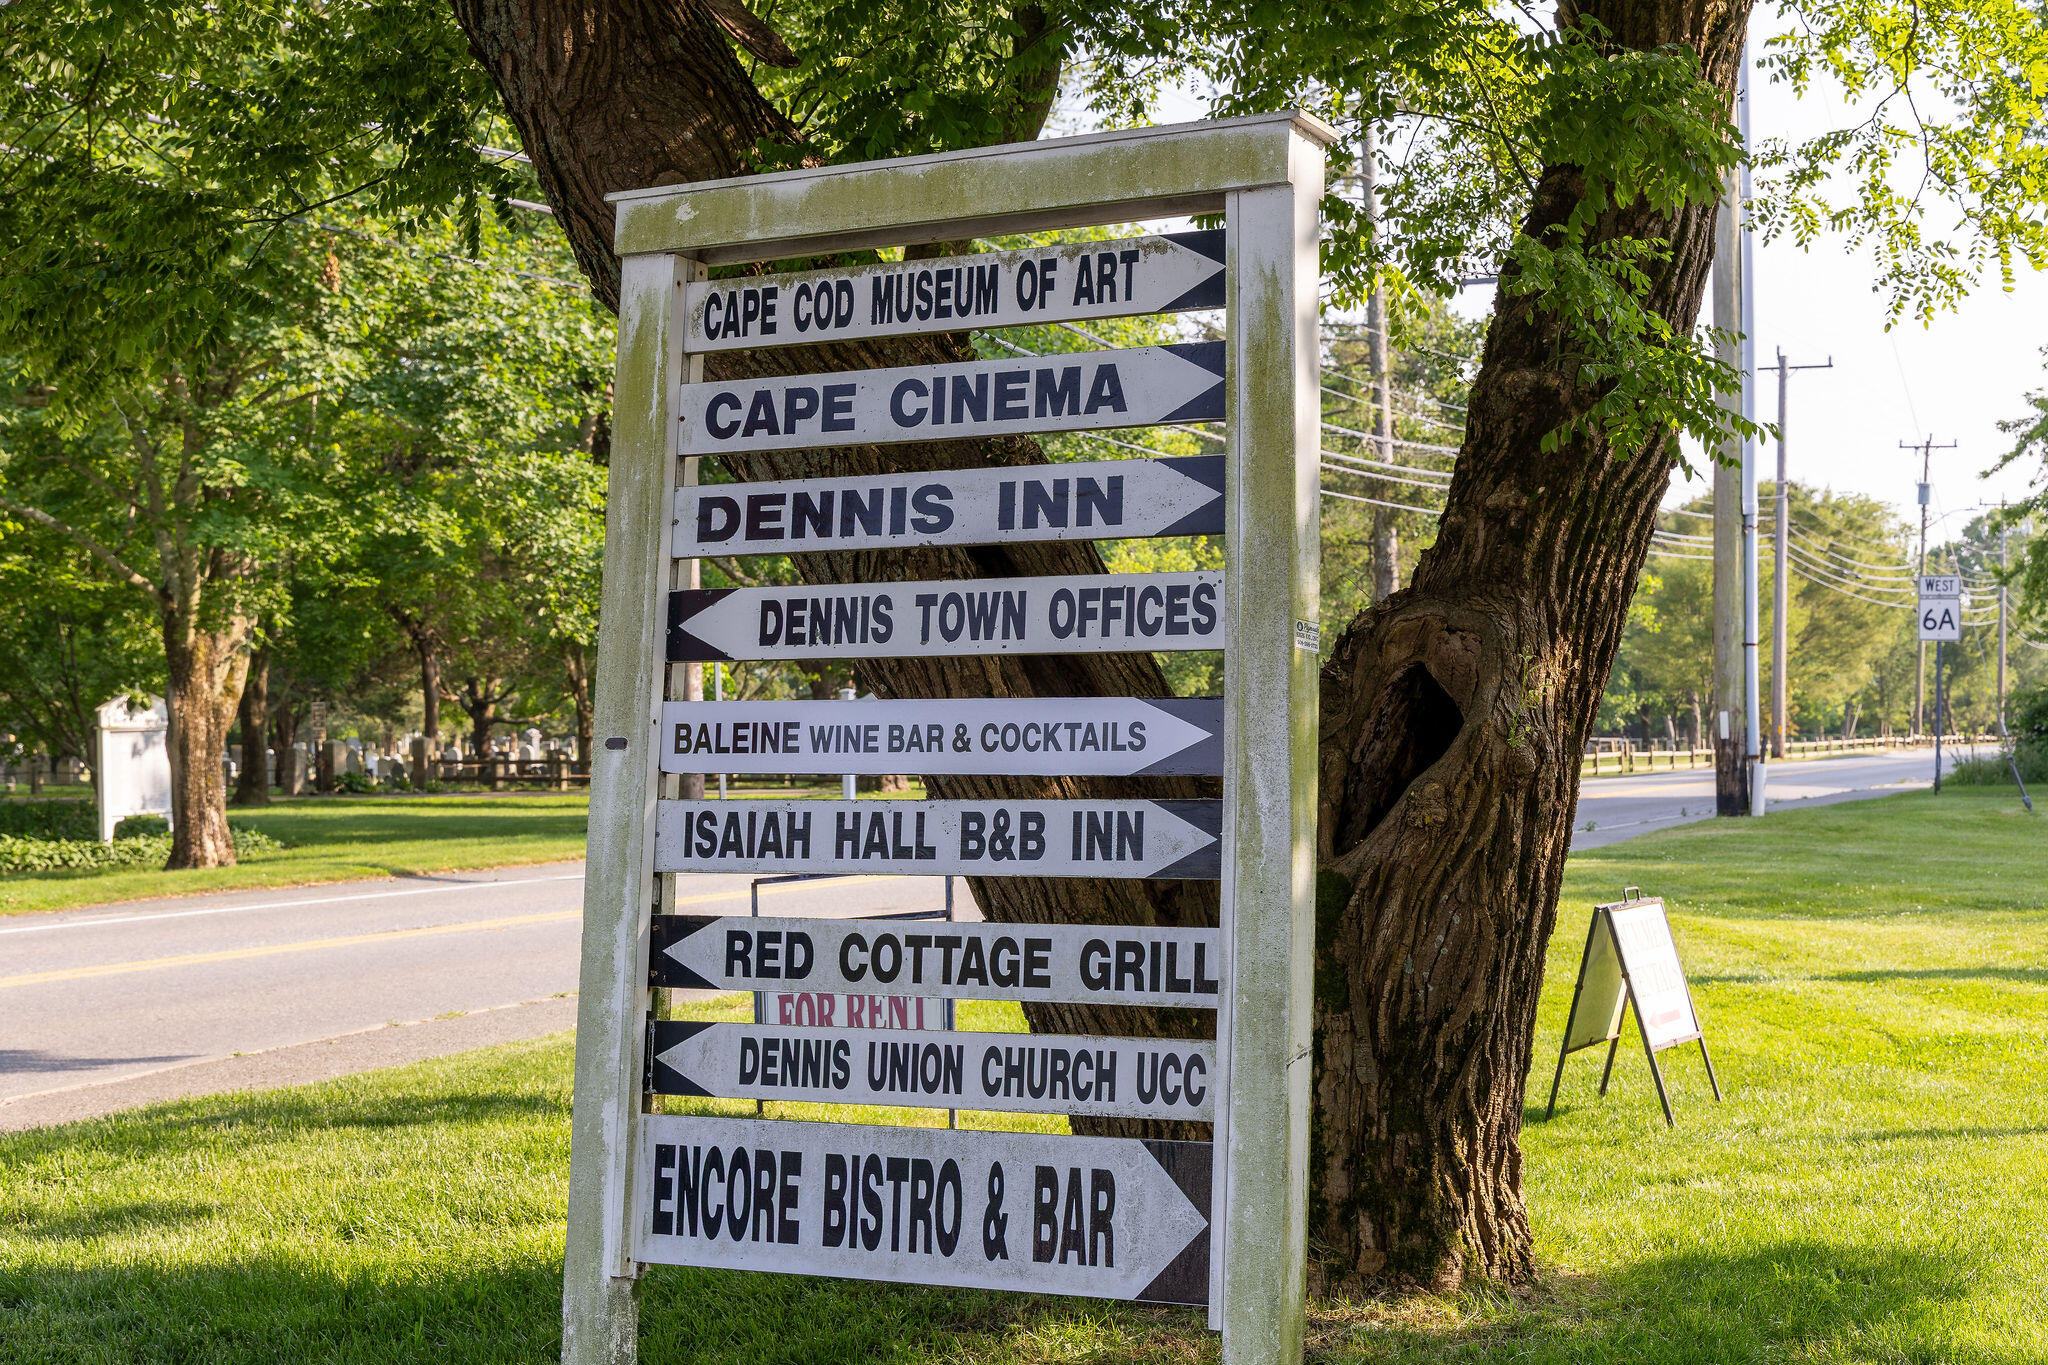 CAPE COD MUSEUM OF ART
CAPE CINEMA
DENNIS INN
DENNIS TOWN OFFICES
BALEINE WINE BAR & COCKTAILS
ISAIAH HALL B&B INN
RED COTTAGE GRILL
FOR RENT
DENNIS UNION CHURCH UCC
ENCORE BISTRO & BAR
WEST
6A